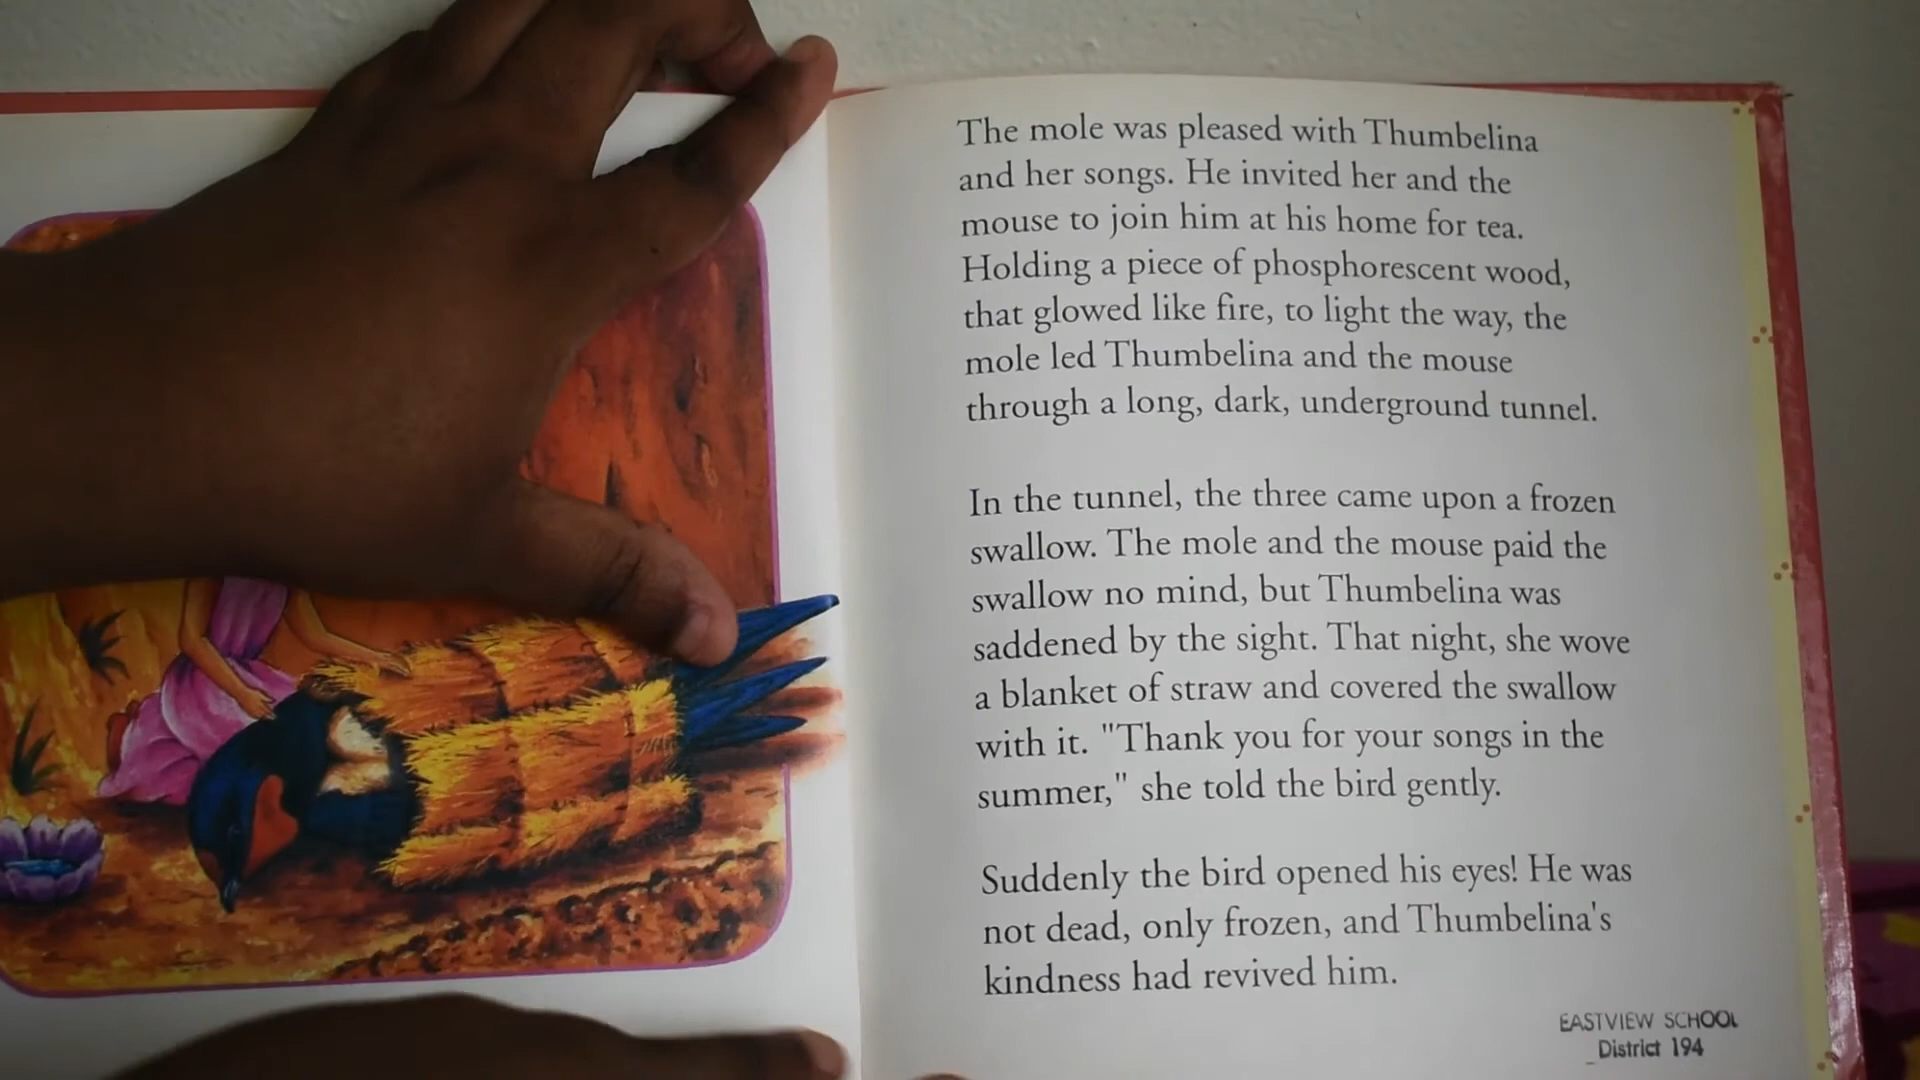 The mole was pleased with Thumbelina
and her songs. He invited her and the
mouse to join him at his home for tea.
Holding a piece of phosphorescent wood,
that glowed like fire, to light the way, the
mole led Thumbelina and the mouse
through a long, dark, underground tunnel.
In the tunnel, the three came upon a frozen
swallow. The mole and the mouse paid the
swallow no mind, but Thumbelina was
saddened by the sight. That night, she wove
a blanket of straw and covered the swallow
with it. "Thank you for your songs in the
summer," she told the bird gently.
Suddenly the bird opened his eyes! He was
not dead, only frozen, and Thumbelina's
kindness had revived him.
EASTVIEW SCHOOL
District 194